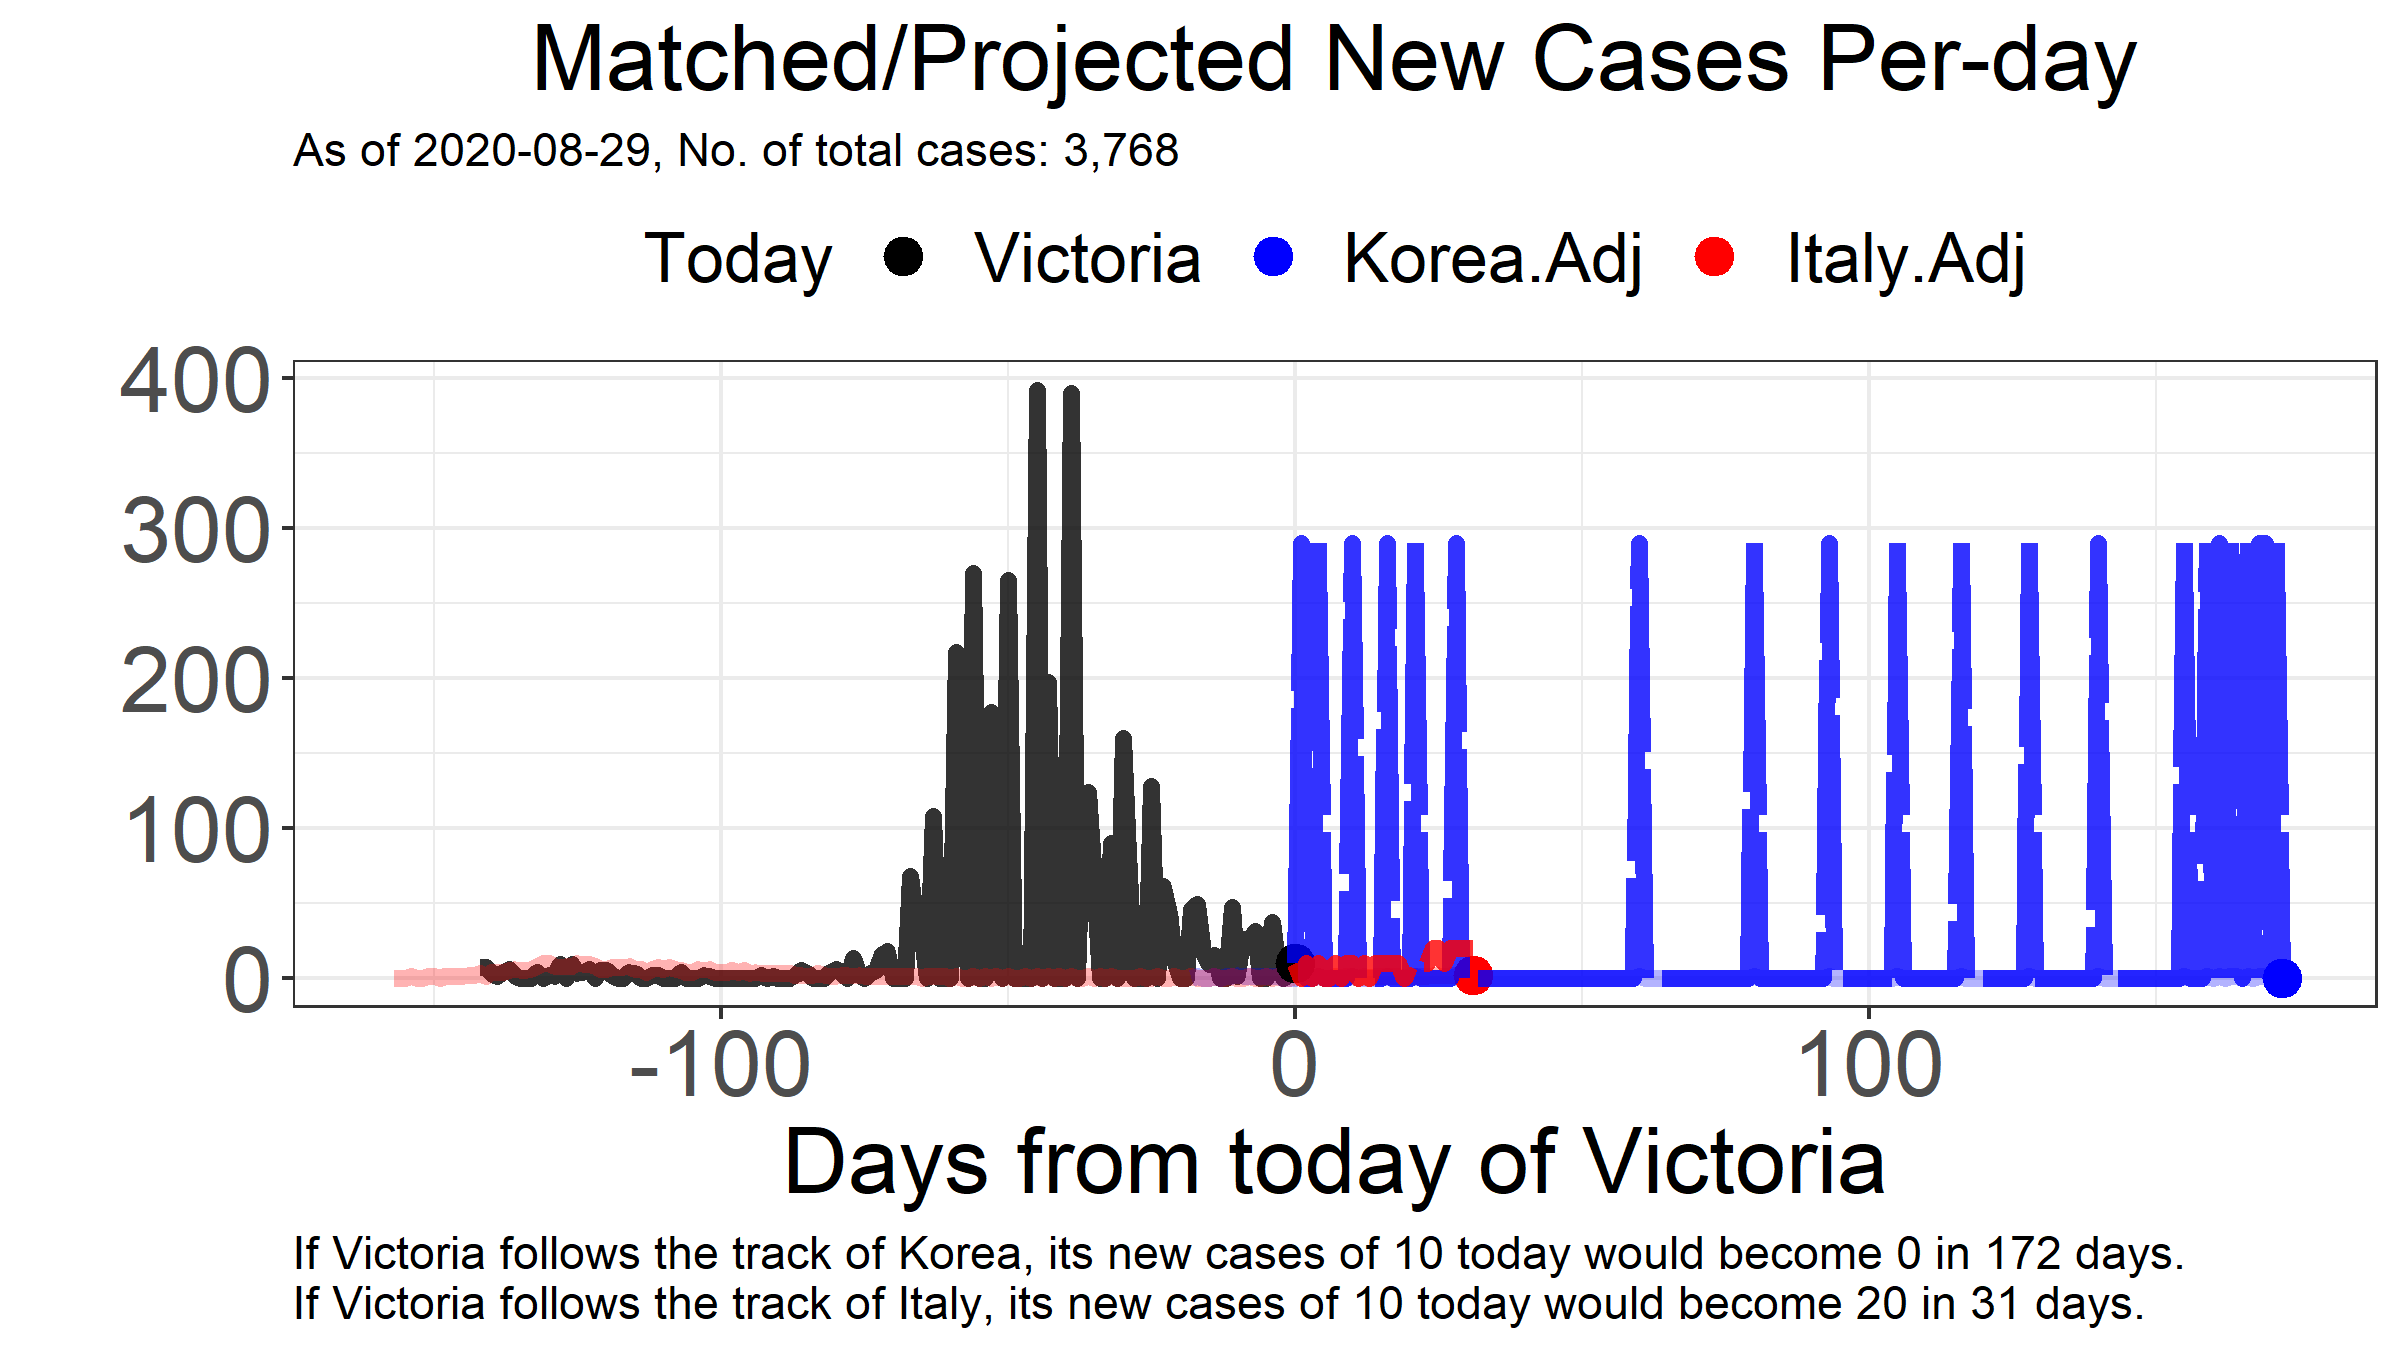 Matched/Projected New Cases Per-day
As of 2020-08-29, No. of total cases: 3,768
Today Victoria Korea.Adj Italy.Adj
400
300
200
100
0
-100 0 100
Days from today of Victoria
If Victoria follows the track of Korea, its new cases of 10 today would become 0 in 172 days.
If Victoria follows the track of Italy, its new cases of 10 today would become 20 in 31 days.